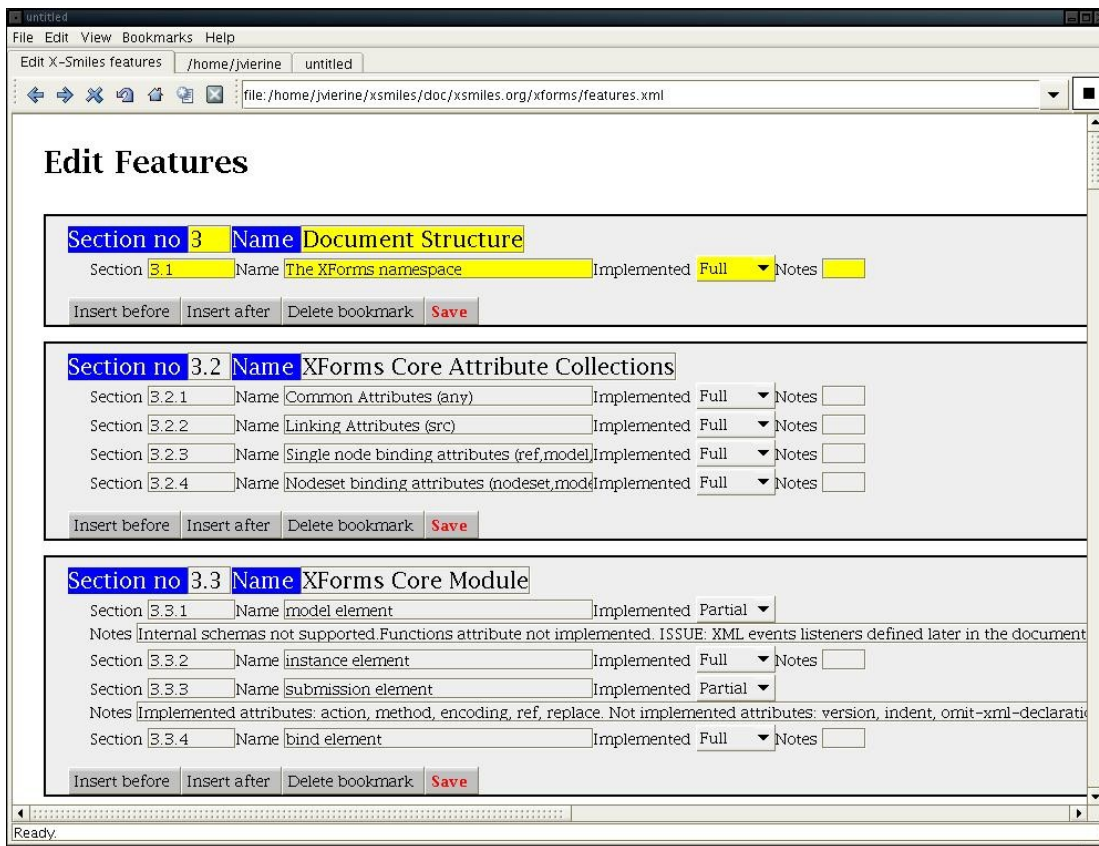 untitled
File Edit View Bookmarks Help
Edit X-Smiles features /home/jvierine untitled
file:/home/jvierine/xsmiles/doc/xsmiles.org/xforms/features.xml
Edit Features
Section no 3 Name Document Structure
Section 3.1 Name The XForms namespace Implemented Full Notes
Insert before Insert after Delete bookmark Save
Section no 3.2 Name XForms Core Attribute Collections
Section 3.2.1 Name Common Attributes (any) Implemented Full Notes
Section 3.2.2 Name Linking Attributes (src) Implemented Full Notes
Section 3.2.3 Name Single node binding attributes (ref,model, Implemented Full Notes
Section 3.2.4 Name Nodeset binding attributes (nodeset,mode Implemented Full Notes
Insert before Insert after Delete bookmark Save
Section no 3.3 Name XForms Core Module
Section 3.3.1 Name model element Implemented Partial
Notes Internal schemas not supported.Functions attribute not implemented. ISSUE: XML events listeners defined later in the document
Section 3.3.2 Name instance element Implemented Full Notes
Section 3.3.3 Name submission element Implemented Partial
Notes Implemented attributes: action, method, encoding, ref, replace. Not implemented attributes: version, indent, omit-xml-declaratio
Section 3.3.4 Name bind element Implemented Full Notes
Insert before Insert after Delete bookmark Save
Ready.